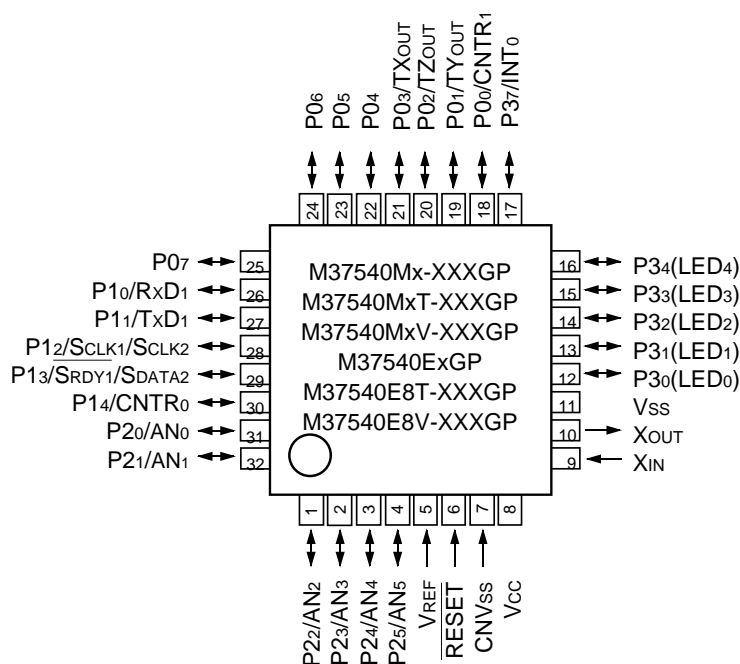 P06
P05
P04
P03/TXOUT
P02/TZOUT
P01/TYOUT
P00/CNTR1
P37/INT0
24
23
22
21
20
19
18
17
P07
25
P10/RXD1
26
P11/TXD1
27
P12/SCLK1/SCLK2
28
P13/SRDY1/SDATA2
29
P14/CNTR0
30
P20/AN0
31
P21/AN1
32
M37540Mx-XXXGP
M37540MxT-XXXGP
M37540MxV-XXXGP
M37540ExGP
M37540E8T-XXXGP
M37540E8V-XXXGP
16
P34(LED4)
15
P33(LED3)
14
P32(LED2)
13
P31(LED1)
12
P30(LED0)
11
VSS
10
XOUT
9
XIN
1
2
3
4
5
6
7
8
P22/AN2
P23/AN3
P24/AN4
P25/AN5
VREF
RESET
CNVSS
VCC